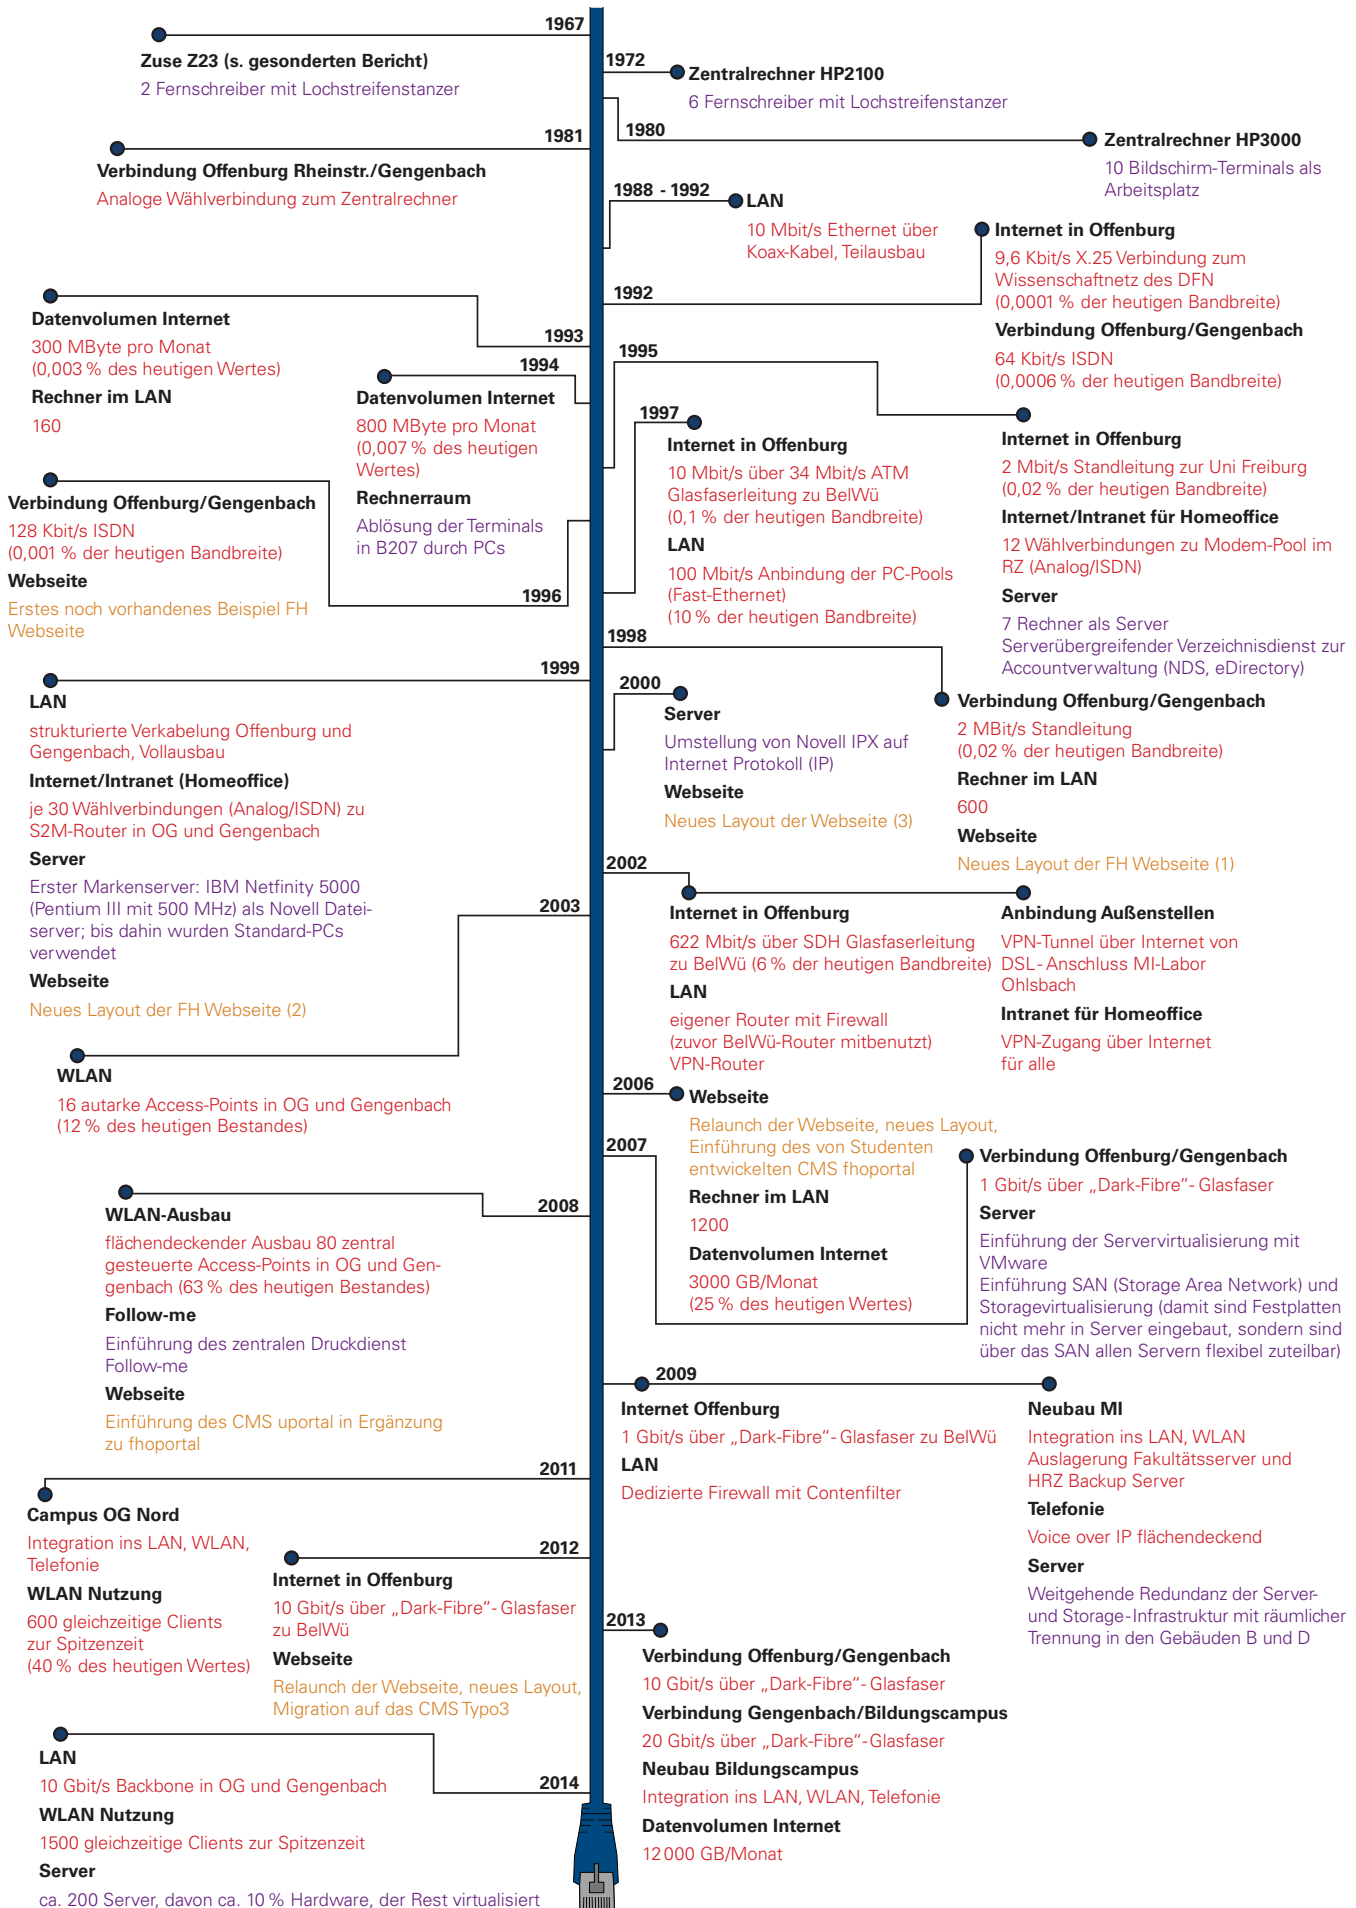 1967
Zuse Z23 (s. gesonderten Bericht)
2 Fernschreiber mit Lochstreifenstanzer
1972
Zentralrechner HP2100
6 Fernschreiber mit Lochstreifenstanzer
1980
Zentralrechner HP3000
10 Bildschirm-Terminals als
Arbeitsplatz
1981
Verbindung Offenburg Rheinstr./Gengenbach
Analoge Wählverbindung zum Zentralrechner
1988 - 1992
LAN
10 Mbit/s Ethernet über
Koax-Kabel, Teilausbau
1992
Internet in Offenburg
9,6 Kbit/s X.25 Verbindung zum
Wissenschaftnetz des DFN
(0,0001 % der heutigen Bandbreite)
Verbindung Offenburg/Gengenbach
64 Kbit/s ISDN
(0,0006 % der heutigen Bandbreite)
1993
Datenvolumen Internet
300 MByte pro Monat
(0,003 % des heutigen Wertes)
Rechner im LAN
160
1994
Datenvolumen Internet
800 MByte pro Monat
(0,007 % des heutigen
Wertes)
Rechnerraum
Ablösung der Terminals
in B207 durch PCs
1995
Internet in Offenburg
2 Mbit/s Standleitung zur Uni Freiburg
(0,02 % der heutigen Bandbreite)
Internet/Intranet für Homeoffice
12 Wählverbindungen zu Modem-Pool im
RZ (Analog/ISDN)
Server
7 Rechner als Server
Serverübergreifender Verzeichnisdienst zur
Accountverwaltung (NDS, eDirectory)
1996
Verbindung Offenburg/Gengenbach
128 Kbit/s ISDN
(0,001 % der heutigen Bandbreite)
Webseite
Erstes noch vorhandenes Beispiel FH
Webseite
1997
Internet in Offenburg
10 Mbit/s über 34 Mbit/s ATM
Glasfaserleitung zu BelWü
(0,1 % der heutigen Bandbreite)
LAN
100 Mbit/s Anbindung der PC-Pools
(Fast-Ethernet)
(10 % der heutigen Bandbreite)
1998
Verbindung Offenburg/Gengenbach
2 MBit/s Standleitung
(0,02 % der heutigen Bandbreite)
Rechner im LAN
600
Webseite
Neues Layout der FH Webseite (1)
1999
LAN
strukturierte Verkabelung Offenburg und
Gengenbach, Vollausbau
Internet/Intranet (Homeoffice)
je 30 Wählverbindungen (Analog/ISDN) zu
S2M-Router in OG und Gengenbach
Server
Erster Markenserver: IBM Netfinity 5000
(Pentium III mit 500 MHz) als Novell Datei-
server; bis dahin wurden Standard-PCs
verwendet
Webseite
Neues Layout der FH Webseite (2)
2000
Server
Umstellung von Novell IPX auf
Internet Protokoll (IP)
Webseite
Neues Layout der Webseite (3)
2002
Internet in Offenburg
622 Mbit/s über SDH Glasfaserleitung
zu BelWü (6 % der heutigen Bandbreite)
LAN
eigener Router mit Firewall
(zuvor BelWü-Router mitbenutzt)
VPN-Router
Anbindung Außenstellen
VPN-Tunnel über Internet von
DSL- Anschluss MI-Labor
Ohlsbach
Intranet für Homeoffice
VPN-Zugang über Internet
für alle
2003
WLAN
16 autarke Access-Points in OG und Gengenbach
(12 % des heutigen Bestandes)
2006
Webseite
Relaunch der Webseite, neues Layout,
Einführung des von Studenten
entwickelten CMS fhoportal
Rechner im LAN
1200
Datenvolumen Internet
3000 GB/Monat
(25 % des heutigen Wertes)
2007
Verbindung Offenburg/Gengenbach
1 Gbit/s über „Dark-Fibre“- Glasfaser
Server
Einführung der Servervirtualisierung mit
VMware
Einführung SAN (Storage Area Network) und
Storagevirtualisierung (damit sind Festplatten
nicht mehr in Server eingebaut, sondern sind
über das SAN allen Servern flexibel zuteilbar)
2008
WLAN-Ausbau
flächendeckender Ausbau 80 zentral
gesteuerte Access-Points in OG und Gen-
genbach (63 % des heutigen Bestandes)
Follow-me
Einführung des zentralen Druckdienst
Follow-me
Webseite
Einführung des CMS uportal in Ergänzung
zu fhoportal
2009
Internet Offenburg
1 Gbit/s über „Dark-Fibre“- Glasfaser zu BelWü
LAN
Dedizierte Firewall mit Contenfilter
Neubau MI
Integration ins LAN, WLAN
Auslagerung Fakultätsserver und
HRZ Backup Server
Telefonie
Voice over IP flächendeckend
Server
Weitgehende Redundanz der Server-
und Storage-Infrastruktur mit räumlicher
Trennung in den Gebäuden B und D
2011
Campus OG Nord
Integration ins LAN, WLAN,
Telefonie
WLAN Nutzung
600 gleichzeitige Clients
zur Spitzenzeit
(40 % des heutigen Wertes)
2012
Internet in Offenburg
10 Gbit/s über „Dark-Fibre“- Glasfaser
zu BelWü
Webseite
Relaunch der Webseite, neues Layout,
Migration auf das CMS Typo3
2013
Verbindung Offenburg/Gengenbach
10 Gbit/s über „Dark-Fibre“- Glasfaser
Verbindung Gengenbach/Bildungscampus
20 Gbit/s über „Dark-Fibre“- Glasfaser
Neubau Bildungscampus
Integration ins LAN, WLAN, Telefonie
Datenvolumen Internet
12 000 GB/Monat
2014
LAN
10 Gbit/s Backbone in OG und Gengenbach
WLAN Nutzung
1500 gleichzeitige Clients zur Spitzenzeit
Server
ca. 200 Server, davon ca. 10 % Hardware, der Rest virtualisiert